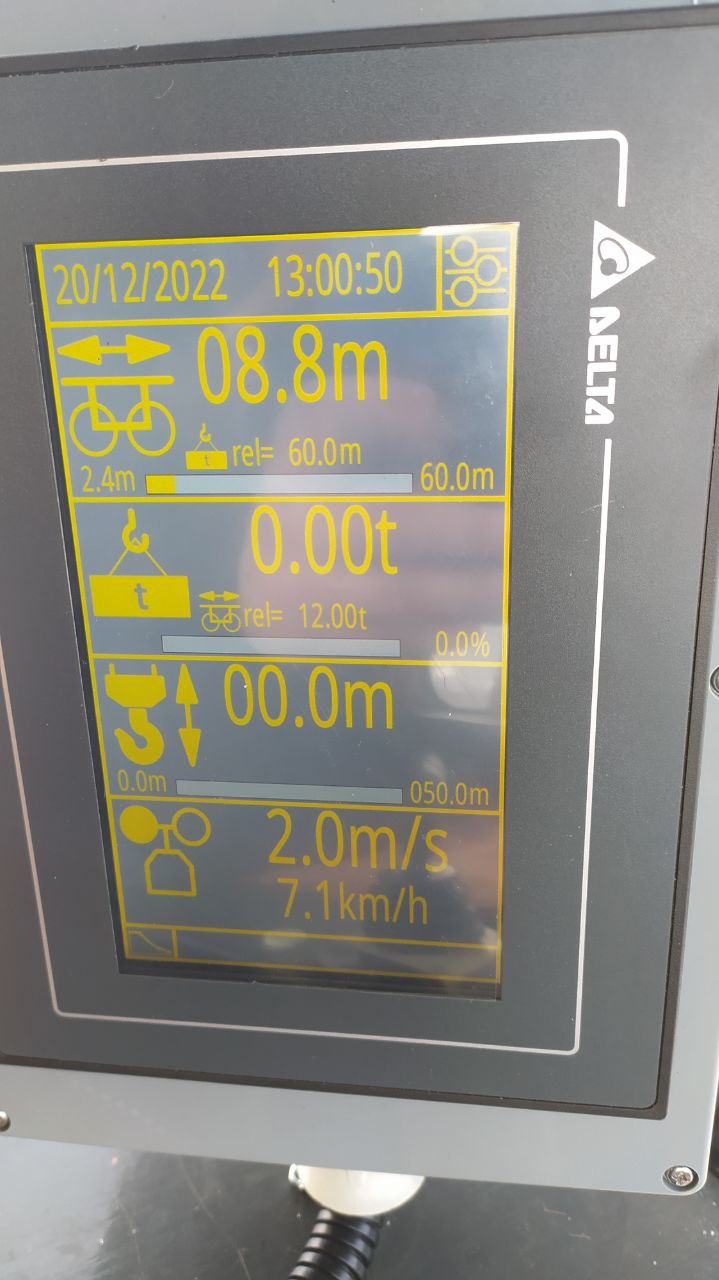 20/12/2022 13:00:50
08.8m
t rel= 60.0m
2.4m 60.0m
0.00t
t
rel= 12.00t
0.0%
00.0m
0.0m 050.0m
2.0m/s
7.1km/h
DELTA